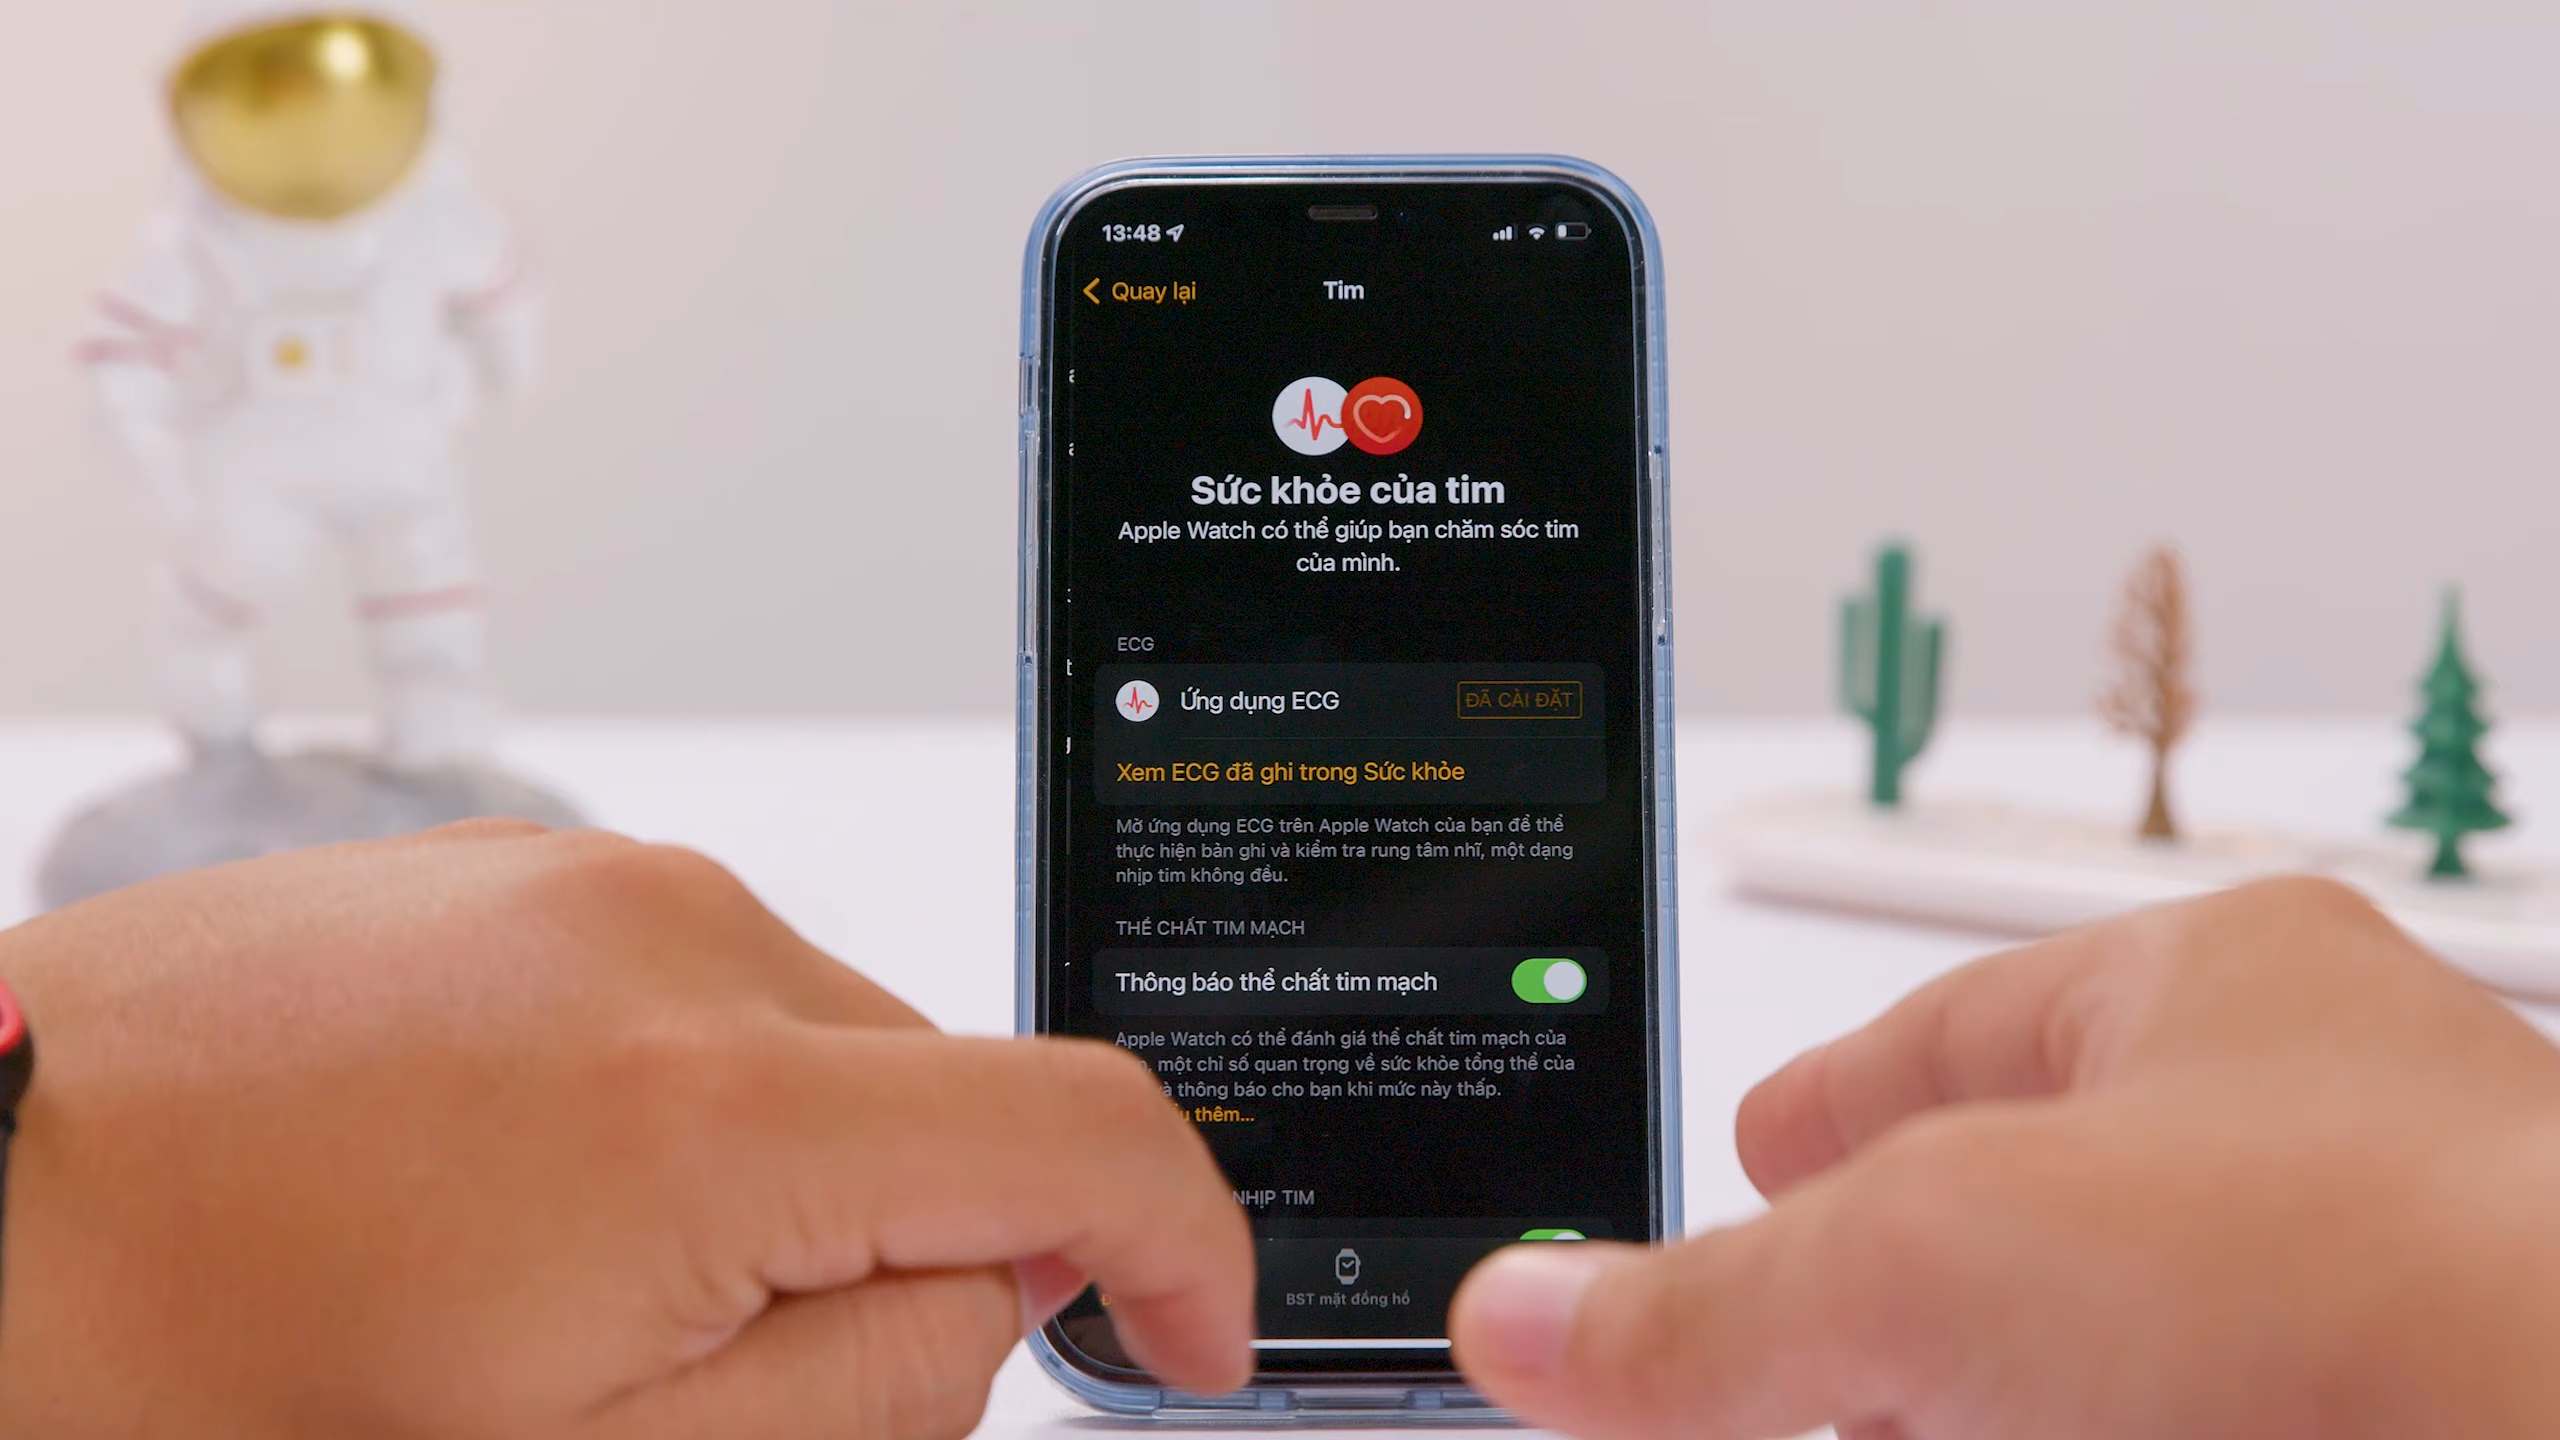 13:48
Quay lại
Tim
Sức khỏe của tim
Apple Watch có thể giúp bạn chăm sóc tim
của mình.
ECG
Ứng dụng ECG
ĐÃ CÀI ĐẶT
Xem ECG đã ghi trong Sức khỏe
Mở ứng dụng ECG trên Apple Watch của bạn để thể
thực hiện bản ghi và kiểm tra rung tâm nhĩ, một dạng
nhịp tim không đều.
THỂ CHẤT TIM MẠCH
Thông báo thể chất tim mạch
Apple Watch có thể đánh giá thể chất tim mạch của
một chỉ số quan trọng về sức khỏe tổng thể của
thông báo cho bạn khi mức này thấp.
thêm...
NHỊP TIM
BST mặt đồng hồ